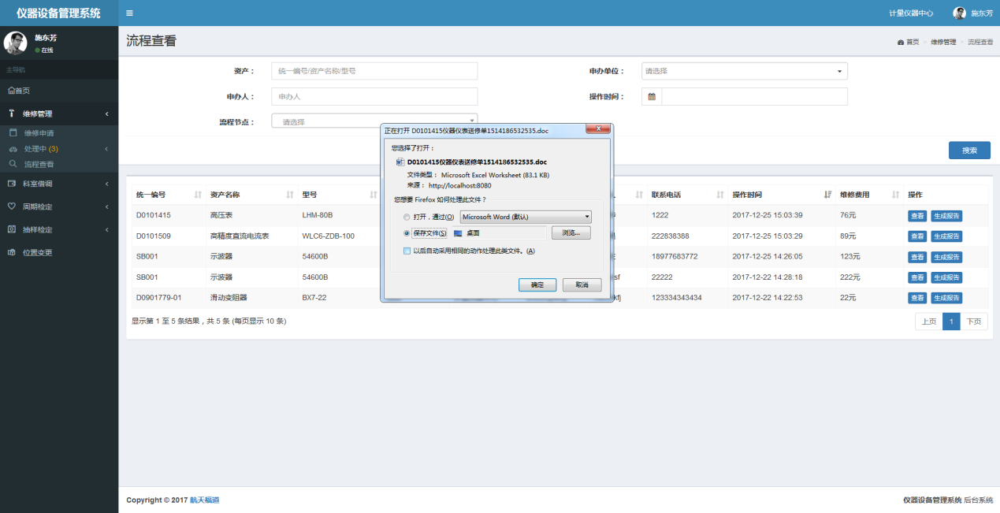 仪器设备管理系统
计量仪器中心 施东芳
施东芳
在线
主导航
首页
维修管理
维修申请
处理中 (3)
流程查看
科室借调
周期检定
抽样检定
位置变更
流程查看
首页 > 维修管理 > 流程查看
资产： 统一编号/资产名称/型号 申办单位： 请选择
申办人： 申办人 操作时间：
流程节点： 请选择
搜索
统一编号 资产名称 型号 联系电话 操作时间 维修费用 操作
D0101415 高压表 LHM-80B 1222 2017-12-25 15:03:39 76元 查看 生成报告
D0101509 高精度直流电流表 WLC6-ZDB-100 222838388 2017-12-25 15:03:29 89元 查看 生成报告
SB001 示波器 54600B 18977683772 2017-12-25 14:26:05 123元 查看 生成报告
SB001 示波器 54600B sf 22222 2017-12-22 14:28:18 222元 查看 生成报告
D0901779-01 滑动变阻器 BX7-22 kfj 123334343434 2017-12-22 14:22:53 22元 查看 生成报告
显示第 1 至 5 条结果，共 5 条 (每页显示 10 条)
上页 1 下页
正在打开 D0101415仪器仪表送修单1514186532535.doc
您选择了打开：
D0101415仪器仪表送修单1514186532535.doc
文件类型： Microsoft Excel Worksheet (83.1 KB)
来源： http://localhost:8080
您想要 Firefox 如何处理此文件？
打开，通过(O) Microsoft Word (默认)
保存文件(S) 桌面 浏览...
以后自动采用相同的动作处理此类文件。(A)
确定 取消
Copyright © 2017 航天福道
仪器设备管理系统 后台系统